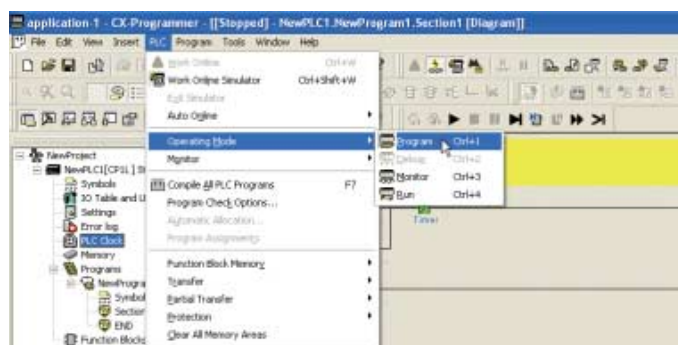 application-1 - CX-Programmer - [[Stopped] - NewPLC1.NewProgram1.Section1 [Diagram]]
File Edit View Insert PLC Program Tools Window Help
Work Online Ctrl+W
Work Online Simulator Ctrl+Shift+W
Exit Simulator
Auto Online
Operating Mode
Monitor
Program Ctrl+1
Debug Ctrl+2
Monitor Ctrl+3
Run Ctrl+4
Compile All PLC Programs F7
Program Check Options...
Automatic Allocation...
Program Assignments
Function Block Memory
Transfer
Partial Transfer
Protection
Clear All Memory Areas
NewProject
NewPLC1[CP1L]
Symbols
IO Table and U
Settings
Error log
PLC Clock
Memory
Programs
NewProgra
Symbol
Section
END
Function Blocks
Timer